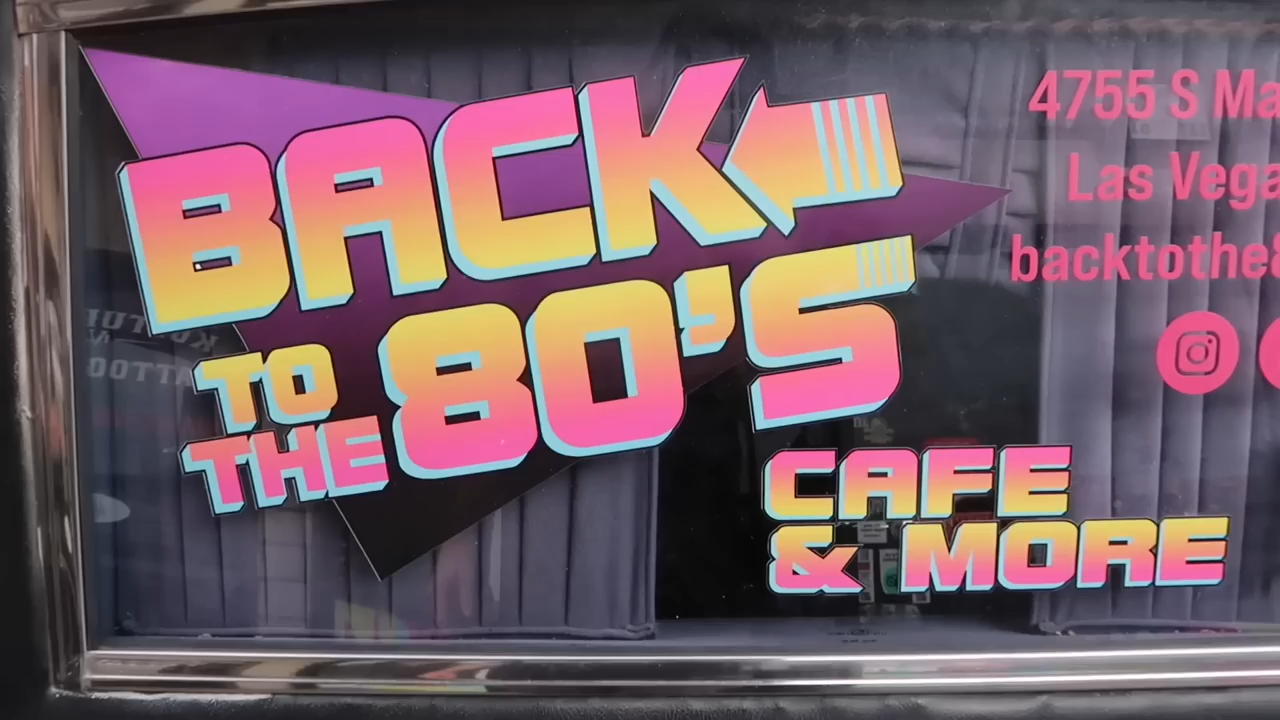 BACK
TO
THE 80'S
CAFE
& MORE
4755 S Ma
Las Vega
backtothe8